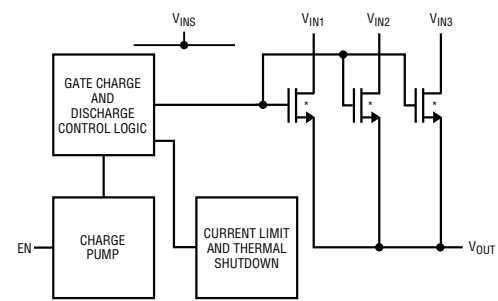 VINS
VIN1
VIN2
VIN3
GATE CHARGE
AND
DISCHARGE
CONTROL LOGIC
*
*
*
EN
CHARGE
PUMP
CURRENT LIMIT
AND THERMAL
SHUTDOWN
VOUT